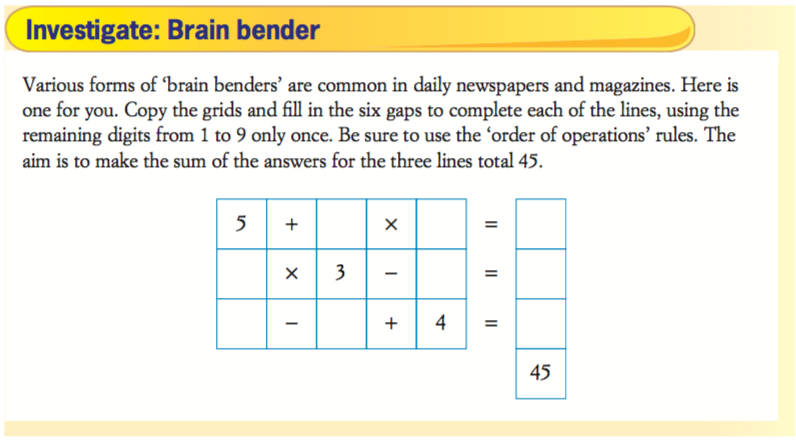 Investigate: Brain bender
Various forms of ‘brain benders’ are common in daily newspapers and magazines. Here is
one for you. Copy the grids and fill in the six gaps to complete each of the lines, using the
remaining digits from 1 to 9 only once. Be sure to use the ‘order of operations’ rules. The
aim is to make the sum of the answers for the three lines total 45.
5 + × =
× 3 − =
− + 4 =
45